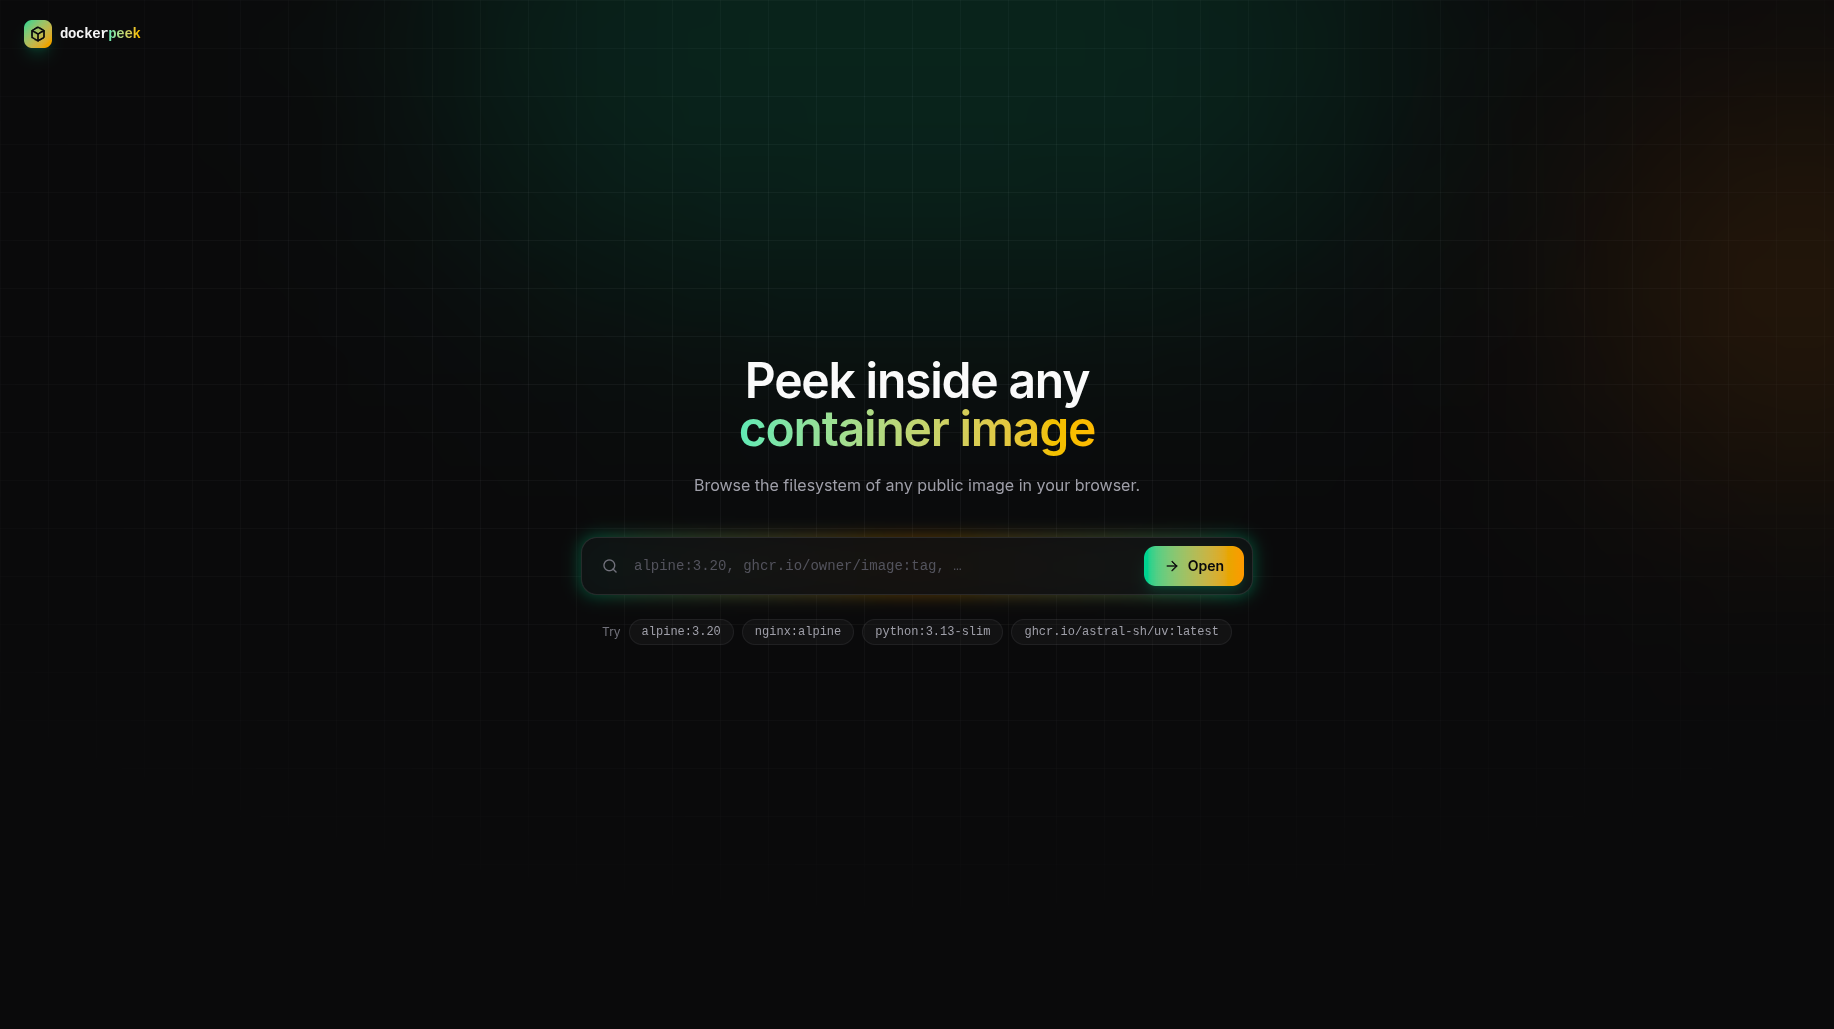 dockerpeek
Peek inside any
container image
Browse the filesystem of any public image in your browser.
alpine:3.20, ghcr.io/owner/image:tag, …
Open
Try
alpine:3.20
nginx:alpine
python:3.13-slim
ghcr.io/astral-sh/uv:latest